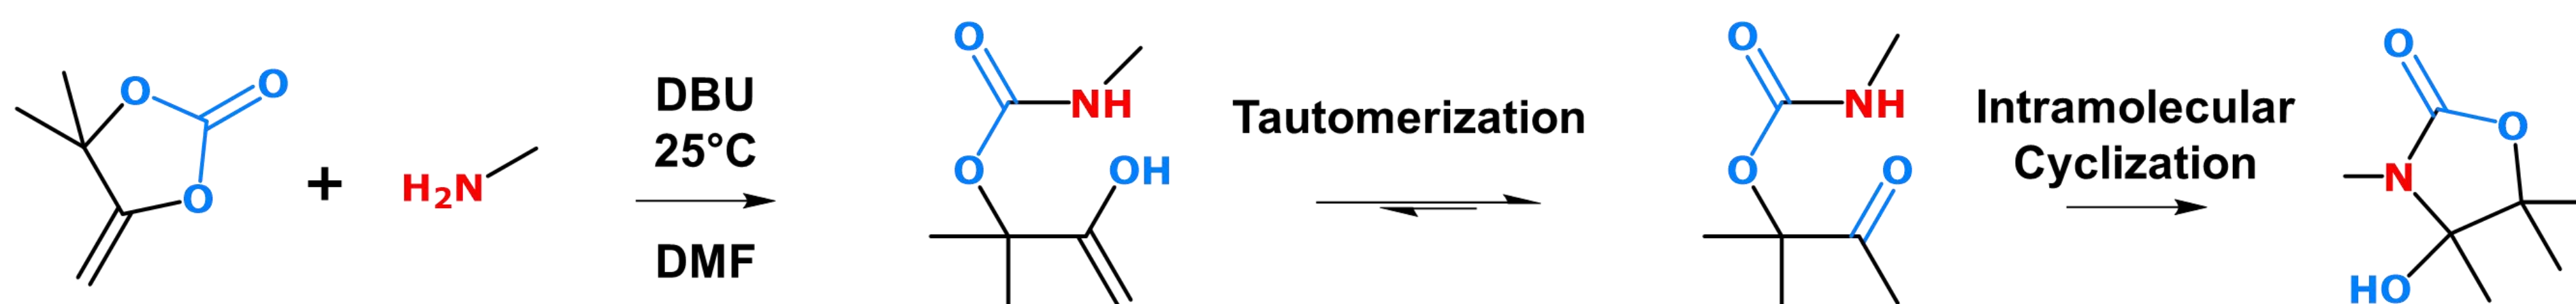 O
O
O
+
H₂N
DBU
25°C
DMF
O
NH
O
OH
Tautomerization
O
NH
O
O
Intramolecular
Cyclization
O
O
N
HO